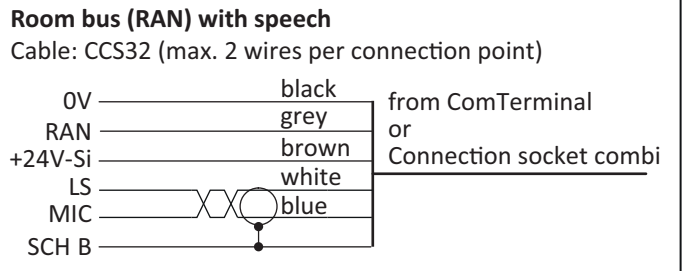 Room bus (RAN) with speech
Cable: CCS32 (max. 2 wires per connection point)
0V black
RAN grey
+24V-Si brown
LS white
MIC blue
SCH B
from ComTerminal
or
Connection socket combi